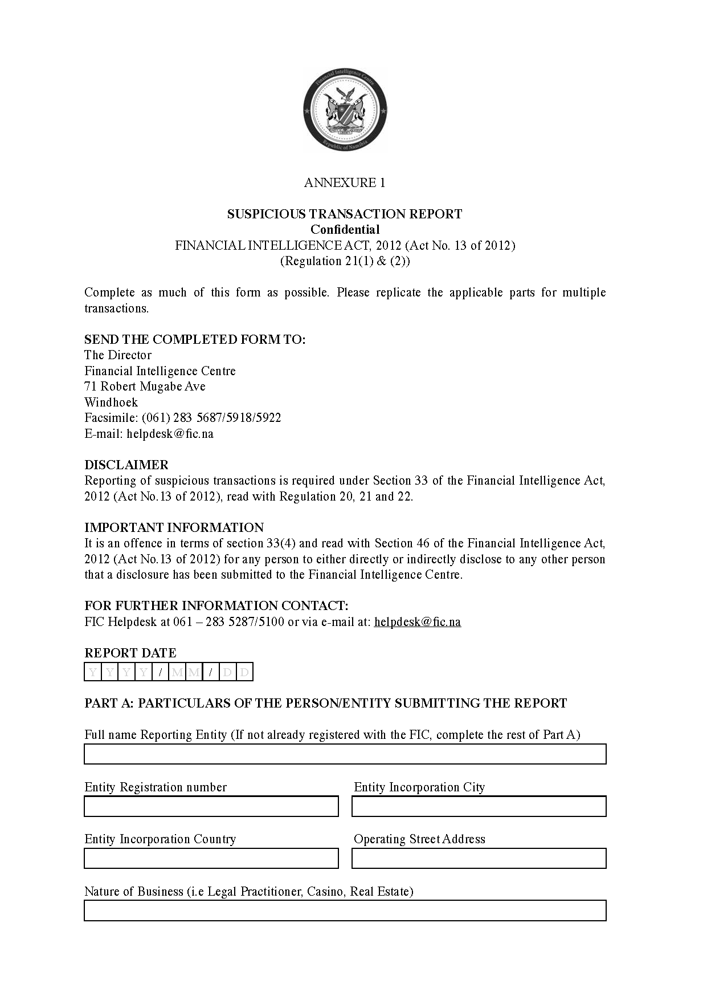 Financial Intelligence Centre
Republic of Namibia
ANNEXURE 1
SUSPICIOUS TRANSACTION REPORT
Confidential
FINANCIAL INTELLIGENCE ACT, 2012 (Act No. 13 of 2012)
(Regulation 21(1) & (2))
Complete as much of this form as possible. Please replicate the applicable parts for multiple
transactions.
SEND THE COMPLETED FORM TO:
The Director
Financial Intelligence Centre
71 Robert Mugabe Ave
Windhoek
Facsimile: (061) 283 5687/5918/5922
E-mail: helpdesk@fic.na
DISCLAIMER
Reporting of suspicious transactions is required under Section 33 of the Financial Intelligence Act,
2012 (Act No.13 of 2012), read with Regulation 20, 21 and 22.
IMPORTANT INFORMATION
It is an offence in terms of section 33(4) and read with Section 46 of the Financial Intelligence Act,
2012 (Act No.13 of 2012) for any person to either directly or indirectly disclose to any other person
that a disclosure has been submitted to the Financial Intelligence Centre.
FOR FURTHER INFORMATION CONTACT:
FIC Helpdesk at 061 – 283 5287/5100 or via e-mail at: helpdesk@fic.na
REPORT DATE
Y Y Y Y / M M / D D
PART A: PARTICULARS OF THE PERSON/ENTITY SUBMITTING THE REPORT
Full name Reporting Entity (If not already registered with the FIC, complete the rest of Part A)
Entity Registration number
Entity Incorporation City
Entity Incorporation Country
Operating Street Address
Nature of Business (i.e Legal Practitioner, Casino, Real Estate)